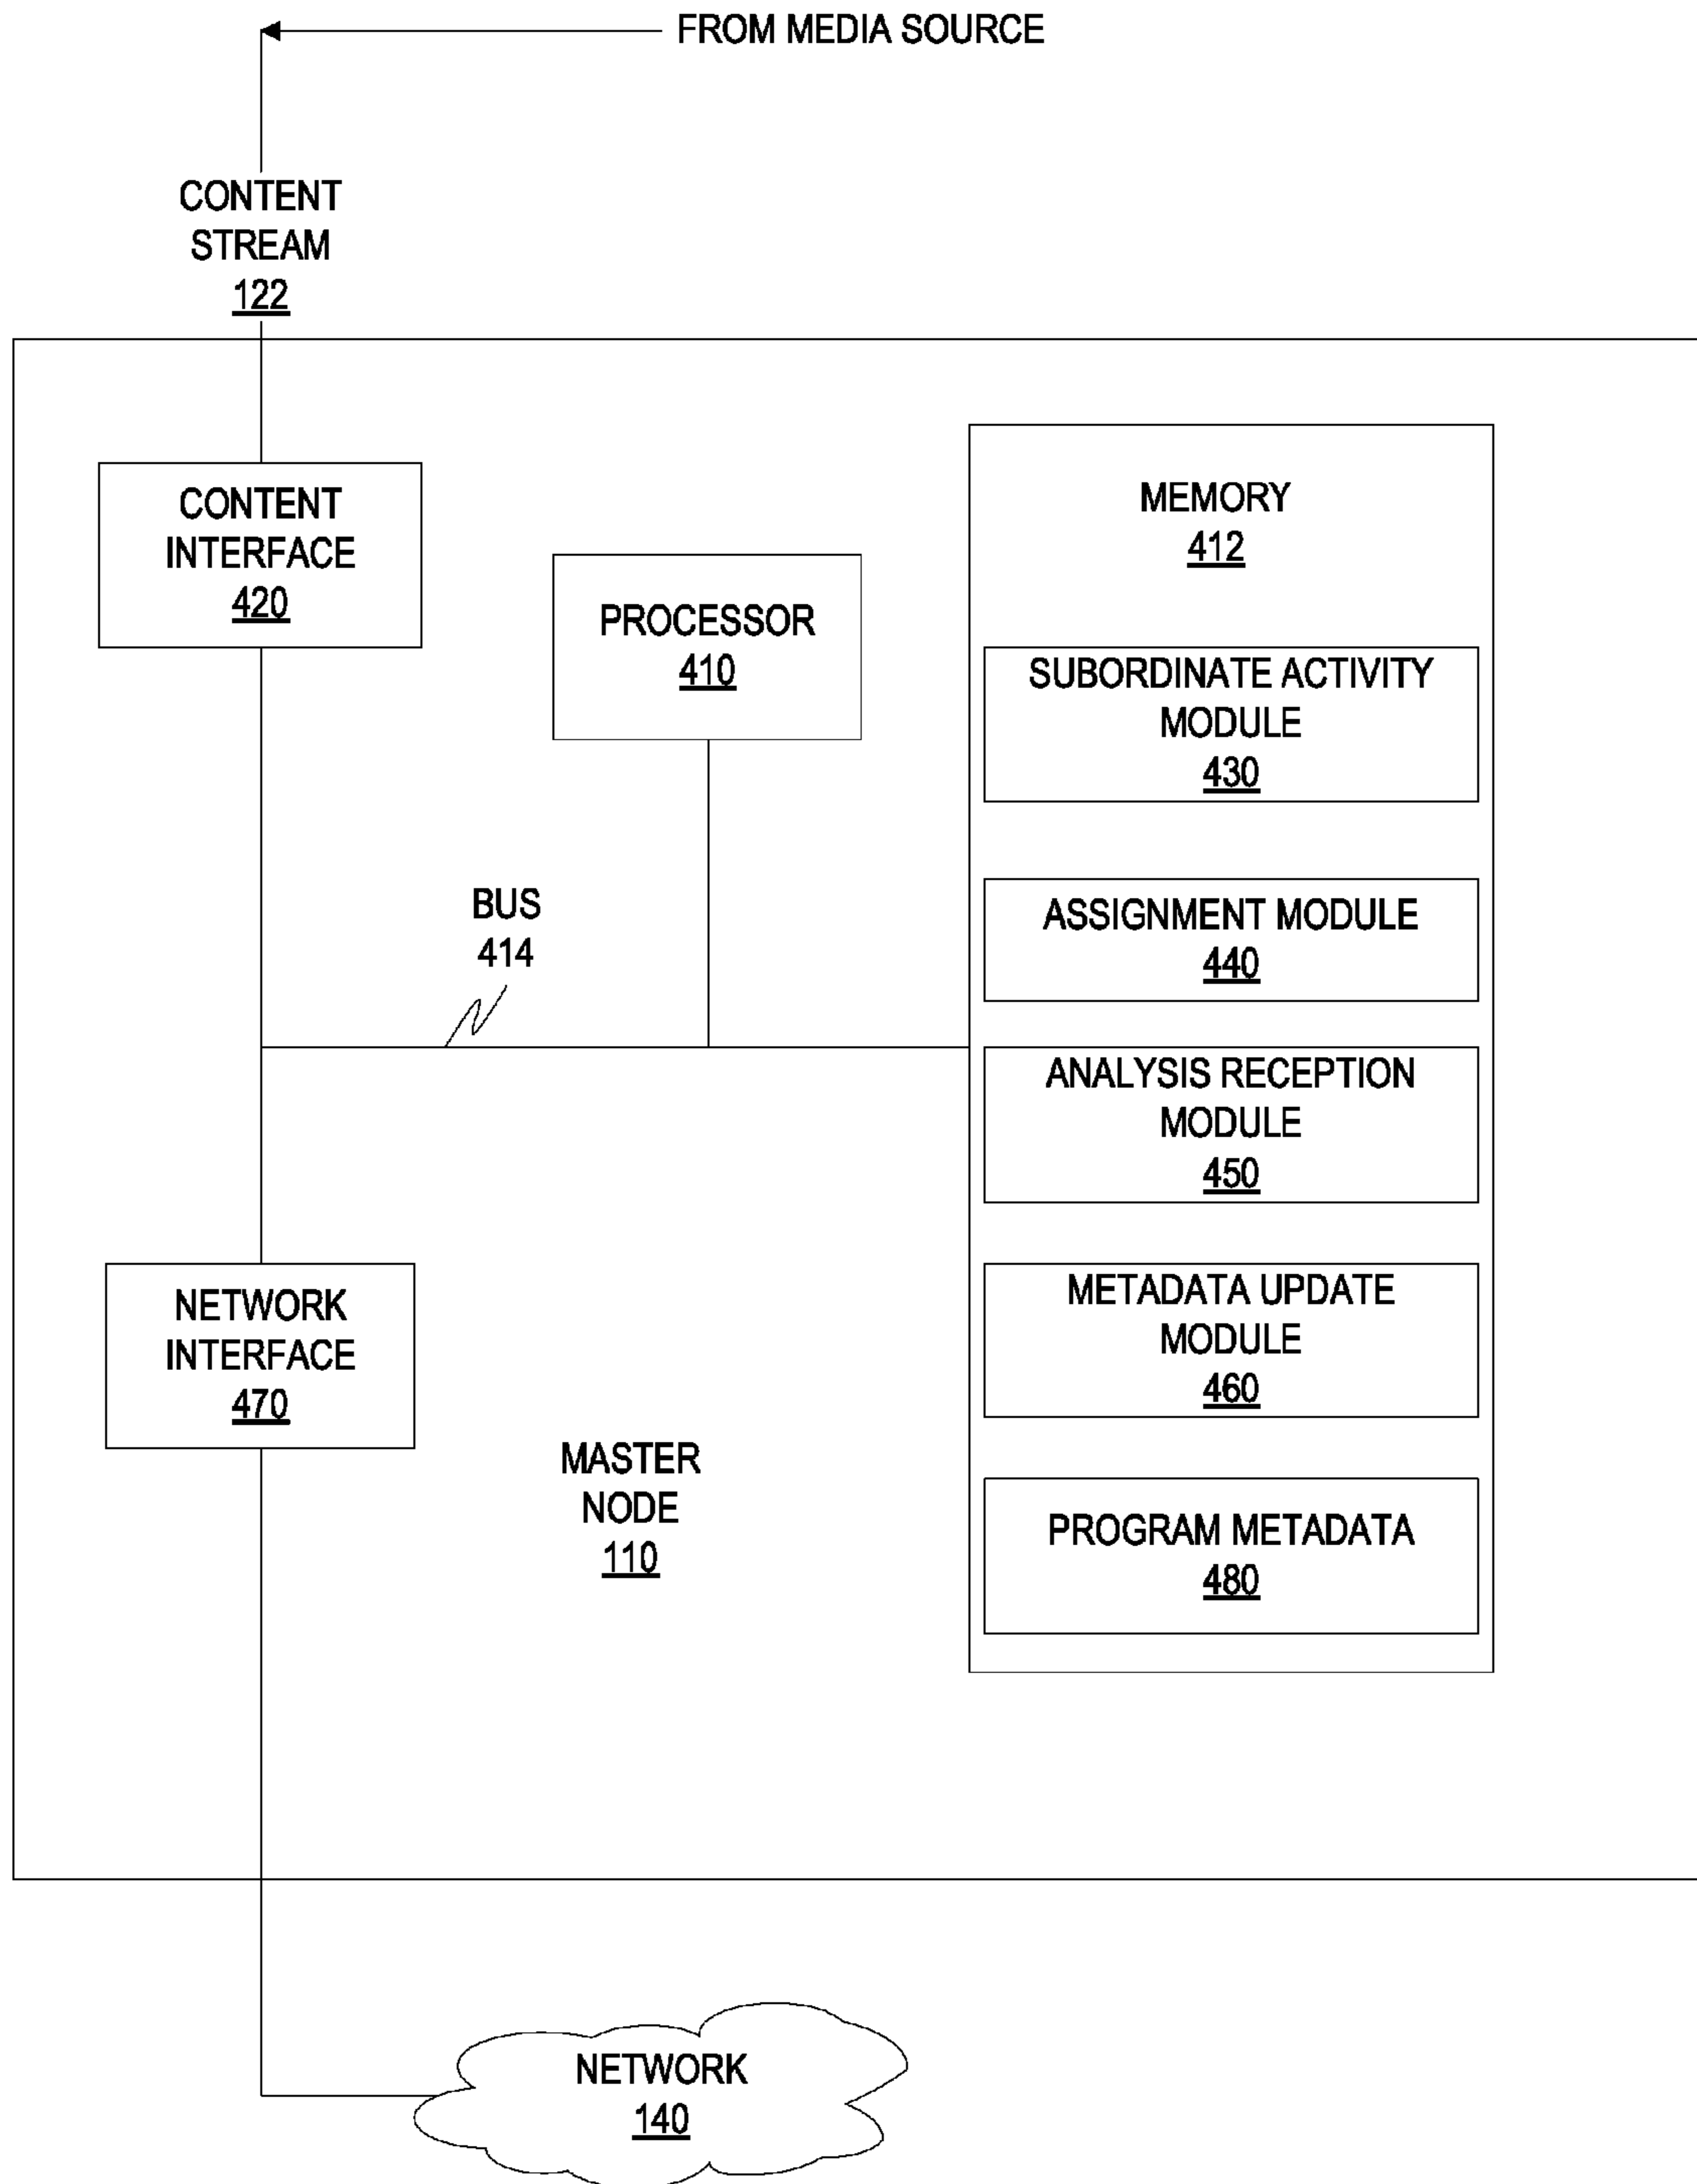 FROM MEDIA SOURCE
CONTENT
STREAM
122
CONTENT
INTERFACE
420
PROCESSOR
410
MEMORY
412
SUBORDINATE ACTIVITY
MODULE
430
ASSIGNMENT MODULE
440
BUS
414
ANALYSIS RECEPTION
MODULE
450
NETWORK
INTERFACE
470
METADATA UPDATE
MODULE
460
MASTER
NODE
110
PROGRAM METADATA
480
NETWORK
140